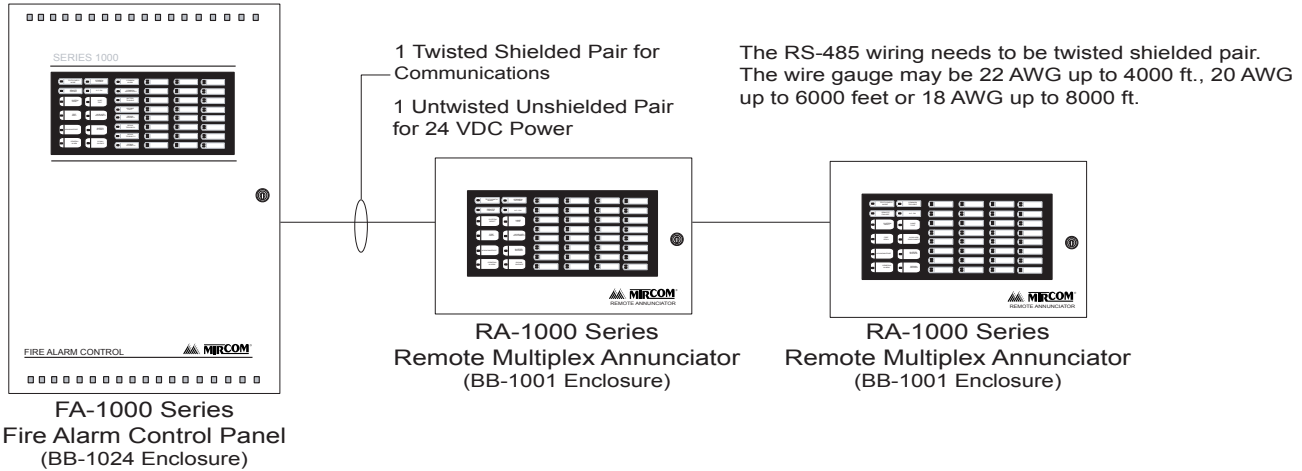 SERIES 1000
1 Twisted Shielded Pair for
Communications
1 Untwisted Unshielded Pair
for 24 VDC Power
The RS-485 wiring needs to be twisted shielded pair.
The wire gauge may be 22 AWG up to 4000 ft., 20 AWG
up to 6000 feet or 18 AWG up to 8000 ft.
FIRE ALARM CONTROL
MIRCOM
FA-1000 Series
Fire Alarm Control Panel
(BB-1024 Enclosure)
MIRCOM
REMOTE ANNUNCIATOR
RA-1000 Series
Remote Multiplex Annunciator
(BB-1001 Enclosure)
MIRCOM
REMOTE ANNUNCIATOR
RA-1000 Series
Remote Multiplex Annunciator
(BB-1001 Enclosure)